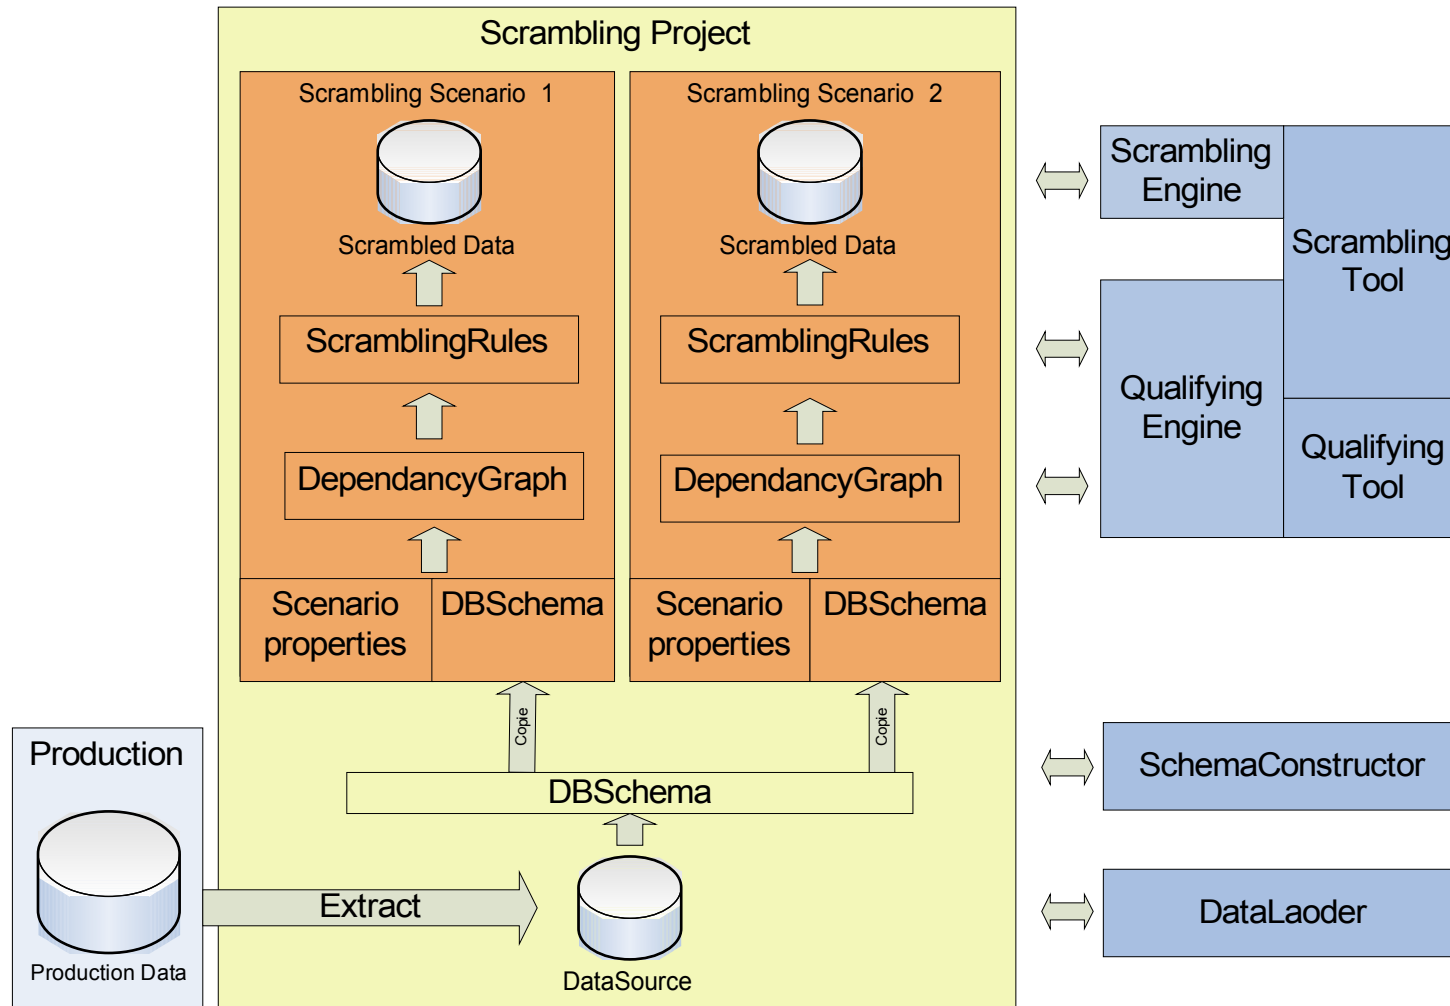 Scrambling Project
Scrambling Scenario 1
Scrambled Data
ScramblingRules
DependancyGraph
Scenario
properties
DBSchema
Scrambling Scenario 2
Scrambled Data
ScramblingRules
DependancyGraph
Scenario
properties
DBSchema
Copie
Copie
DBSchema
DataSource
Production
Production Data
Extract
Scrambling
Engine
Scrambling
Tool
Qualifying
Engine
Qualifying
Tool
SchemaConstructor
DataLaoder